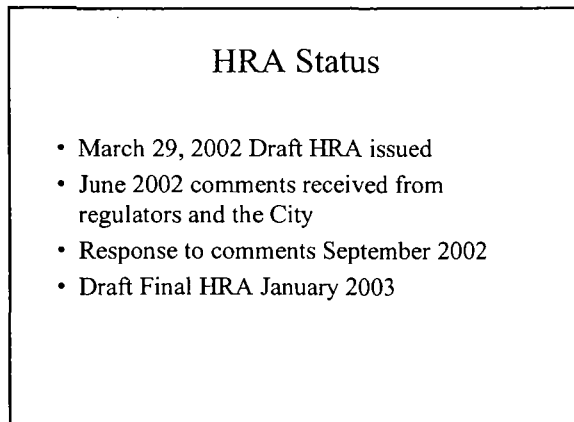 HRA Status
• March 29, 2002 Draft HRA issued
• June 2002 comments received from
regulators and the City
• Response to comments September 2002
• Draft Final HRA January 2003